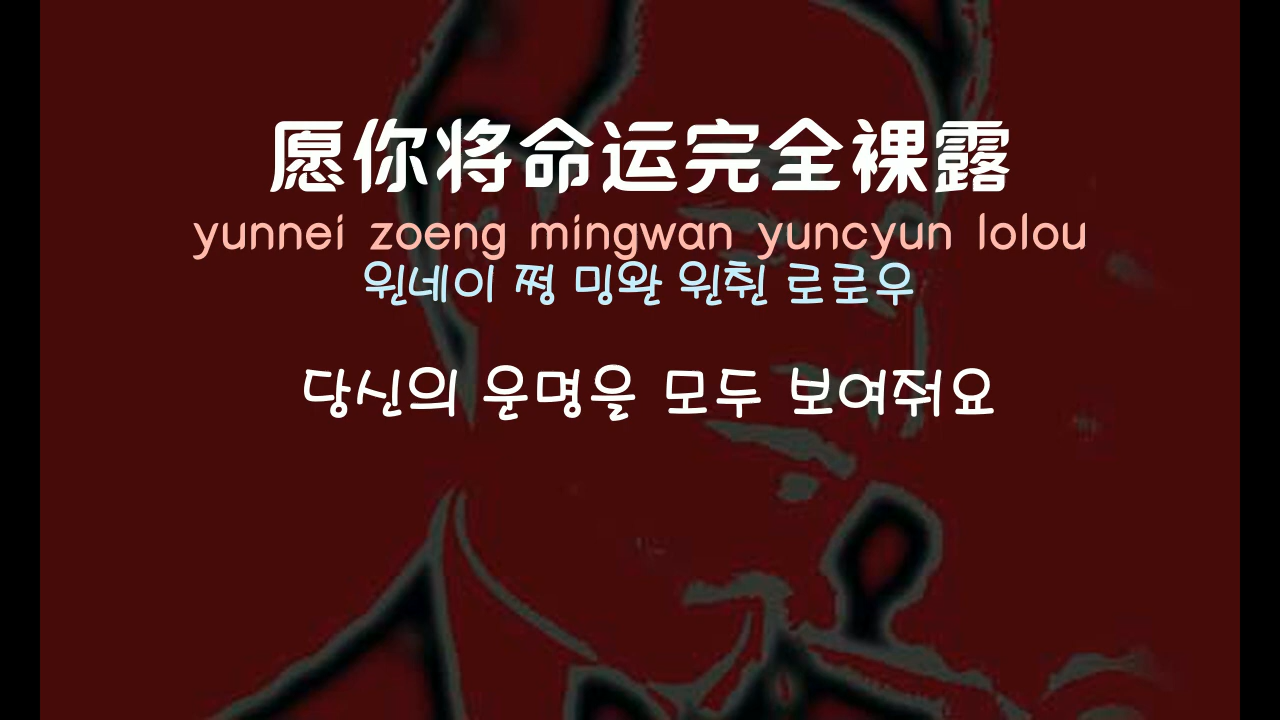 愿你将命运完全裸露
yunnei zoeng mingwan yuncyun lolou
윈네이 쩡 밍완 윈췬 로로우
당신의 운명을 모두 보여줘요